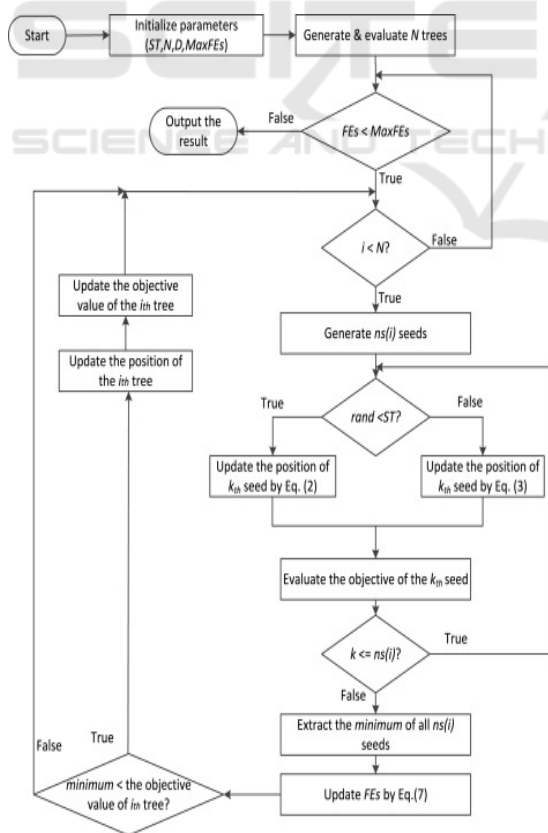 SCITE
SCIENCE AND TECH
Start
Initialize parameters
(ST,N,D,MaxFEs)
Generate & evaluate N trees
FEs < MaxFEs
False
Output the
result
True
i < N?
False
True
Update the objective
value of the ith tree
Generate ns(i) seeds
Update the position of
the ith tree
True
rand <ST?
False
Update the position of
kth seed by Eq. (2)
Update the position of
kth seed by Eq. (3)
Evaluate the objective of the kth seed
k <= ns(i)?
True
False
Extract the minimum of all ns(i)
seeds
False
True
minimum < the objective
value of ith tree?
Update FEs by Eq.(7)